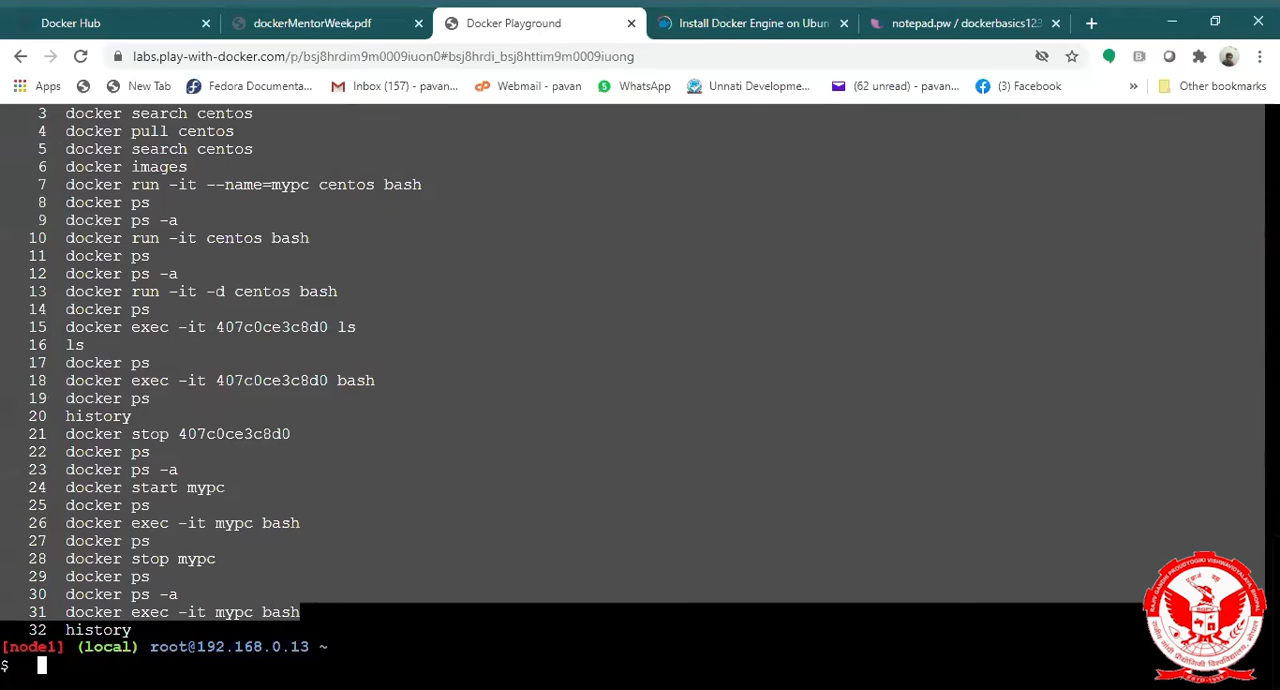 Docker Hub
dockerMentorWeek.pdf
Docker Playground
Install Docker Engine on Ubun
notepad.pw / dockerbasics123
labs.play-with-docker.com/p/bsj8hrdim9m0009iuon0#bsj8hrdi_bsj8httim9m0009iuong
Apps
New Tab
Fedora Documenta...
Inbox (157) - pavan...
Webmail - pavan
WhatsApp
Unnati Developme...
(62 unread) - pavan...
(3) Facebook
Other bookmarks
3 docker search centos
4 docker pull centos
5 docker search centos
6 docker images
7 docker run -it --name=mypc centos bash
8 docker ps
9 docker ps -a
10 docker run -it centos bash
11 docker ps
12 docker ps -a
13 docker run -it -d centos bash
14 docker ps
15 docker exec -it 407c0ce3c8d0 ls
16 ls
17 docker ps
18 docker exec -it 407c0ce3c8d0 bash
19 docker ps
20 history
21 docker stop 407c0ce3c8d0
22 docker ps
23 docker ps -a
24 docker start mypc
25 docker ps
26 docker exec -it mypc bash
27 docker ps
28 docker stop mypc
29 docker ps
30 docker ps -a
31 docker exec -it mypc bash
32 history
[node1] (local) root@192.168.0.13 ~
$